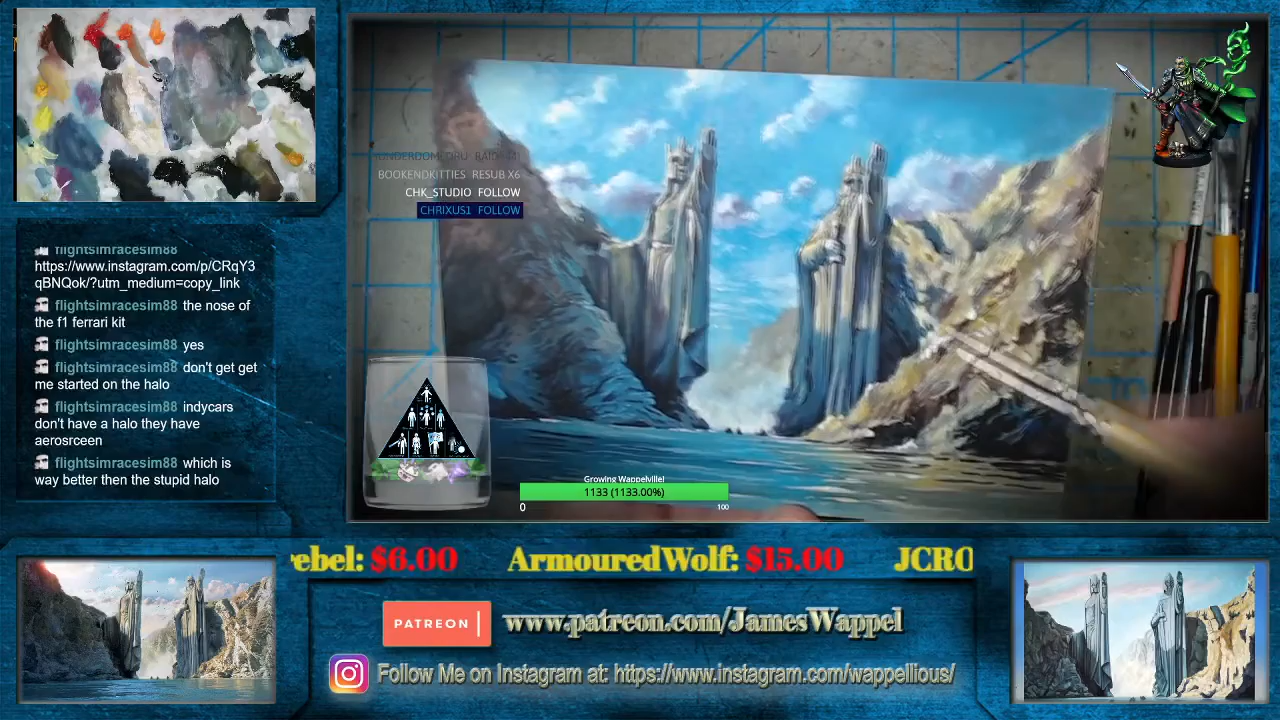 UNDERDOMEDRU RAID
BOOKENDKITTIES RESUB X6
CHK_STUDIO FOLLOW
CHRIXUS1 FOLLOW
flightsimracesim88
https://www.instagram.com/p/CRqY3
qBNQok/?utm_medium=copy_link
flightsimracesim88 the nose of
the f1 ferrari kit
flightsimracesim88 yes
flightsimracesim88 don't get get
me started on the halo
flightsimracesim88 indycars
don't have a halo they have
aerosrceen
flightsimracesim88 which is
way better then the stupid halo
Growing Wappelville!
1133 (1133.00%)
0 100
ebel: $6.00 ArmouredWolf: $15.00 JCRO
PATREON
www.patreon.com/JamesWappel
Follow Me on Instagram at: https://www.instagram.com/wappellious/